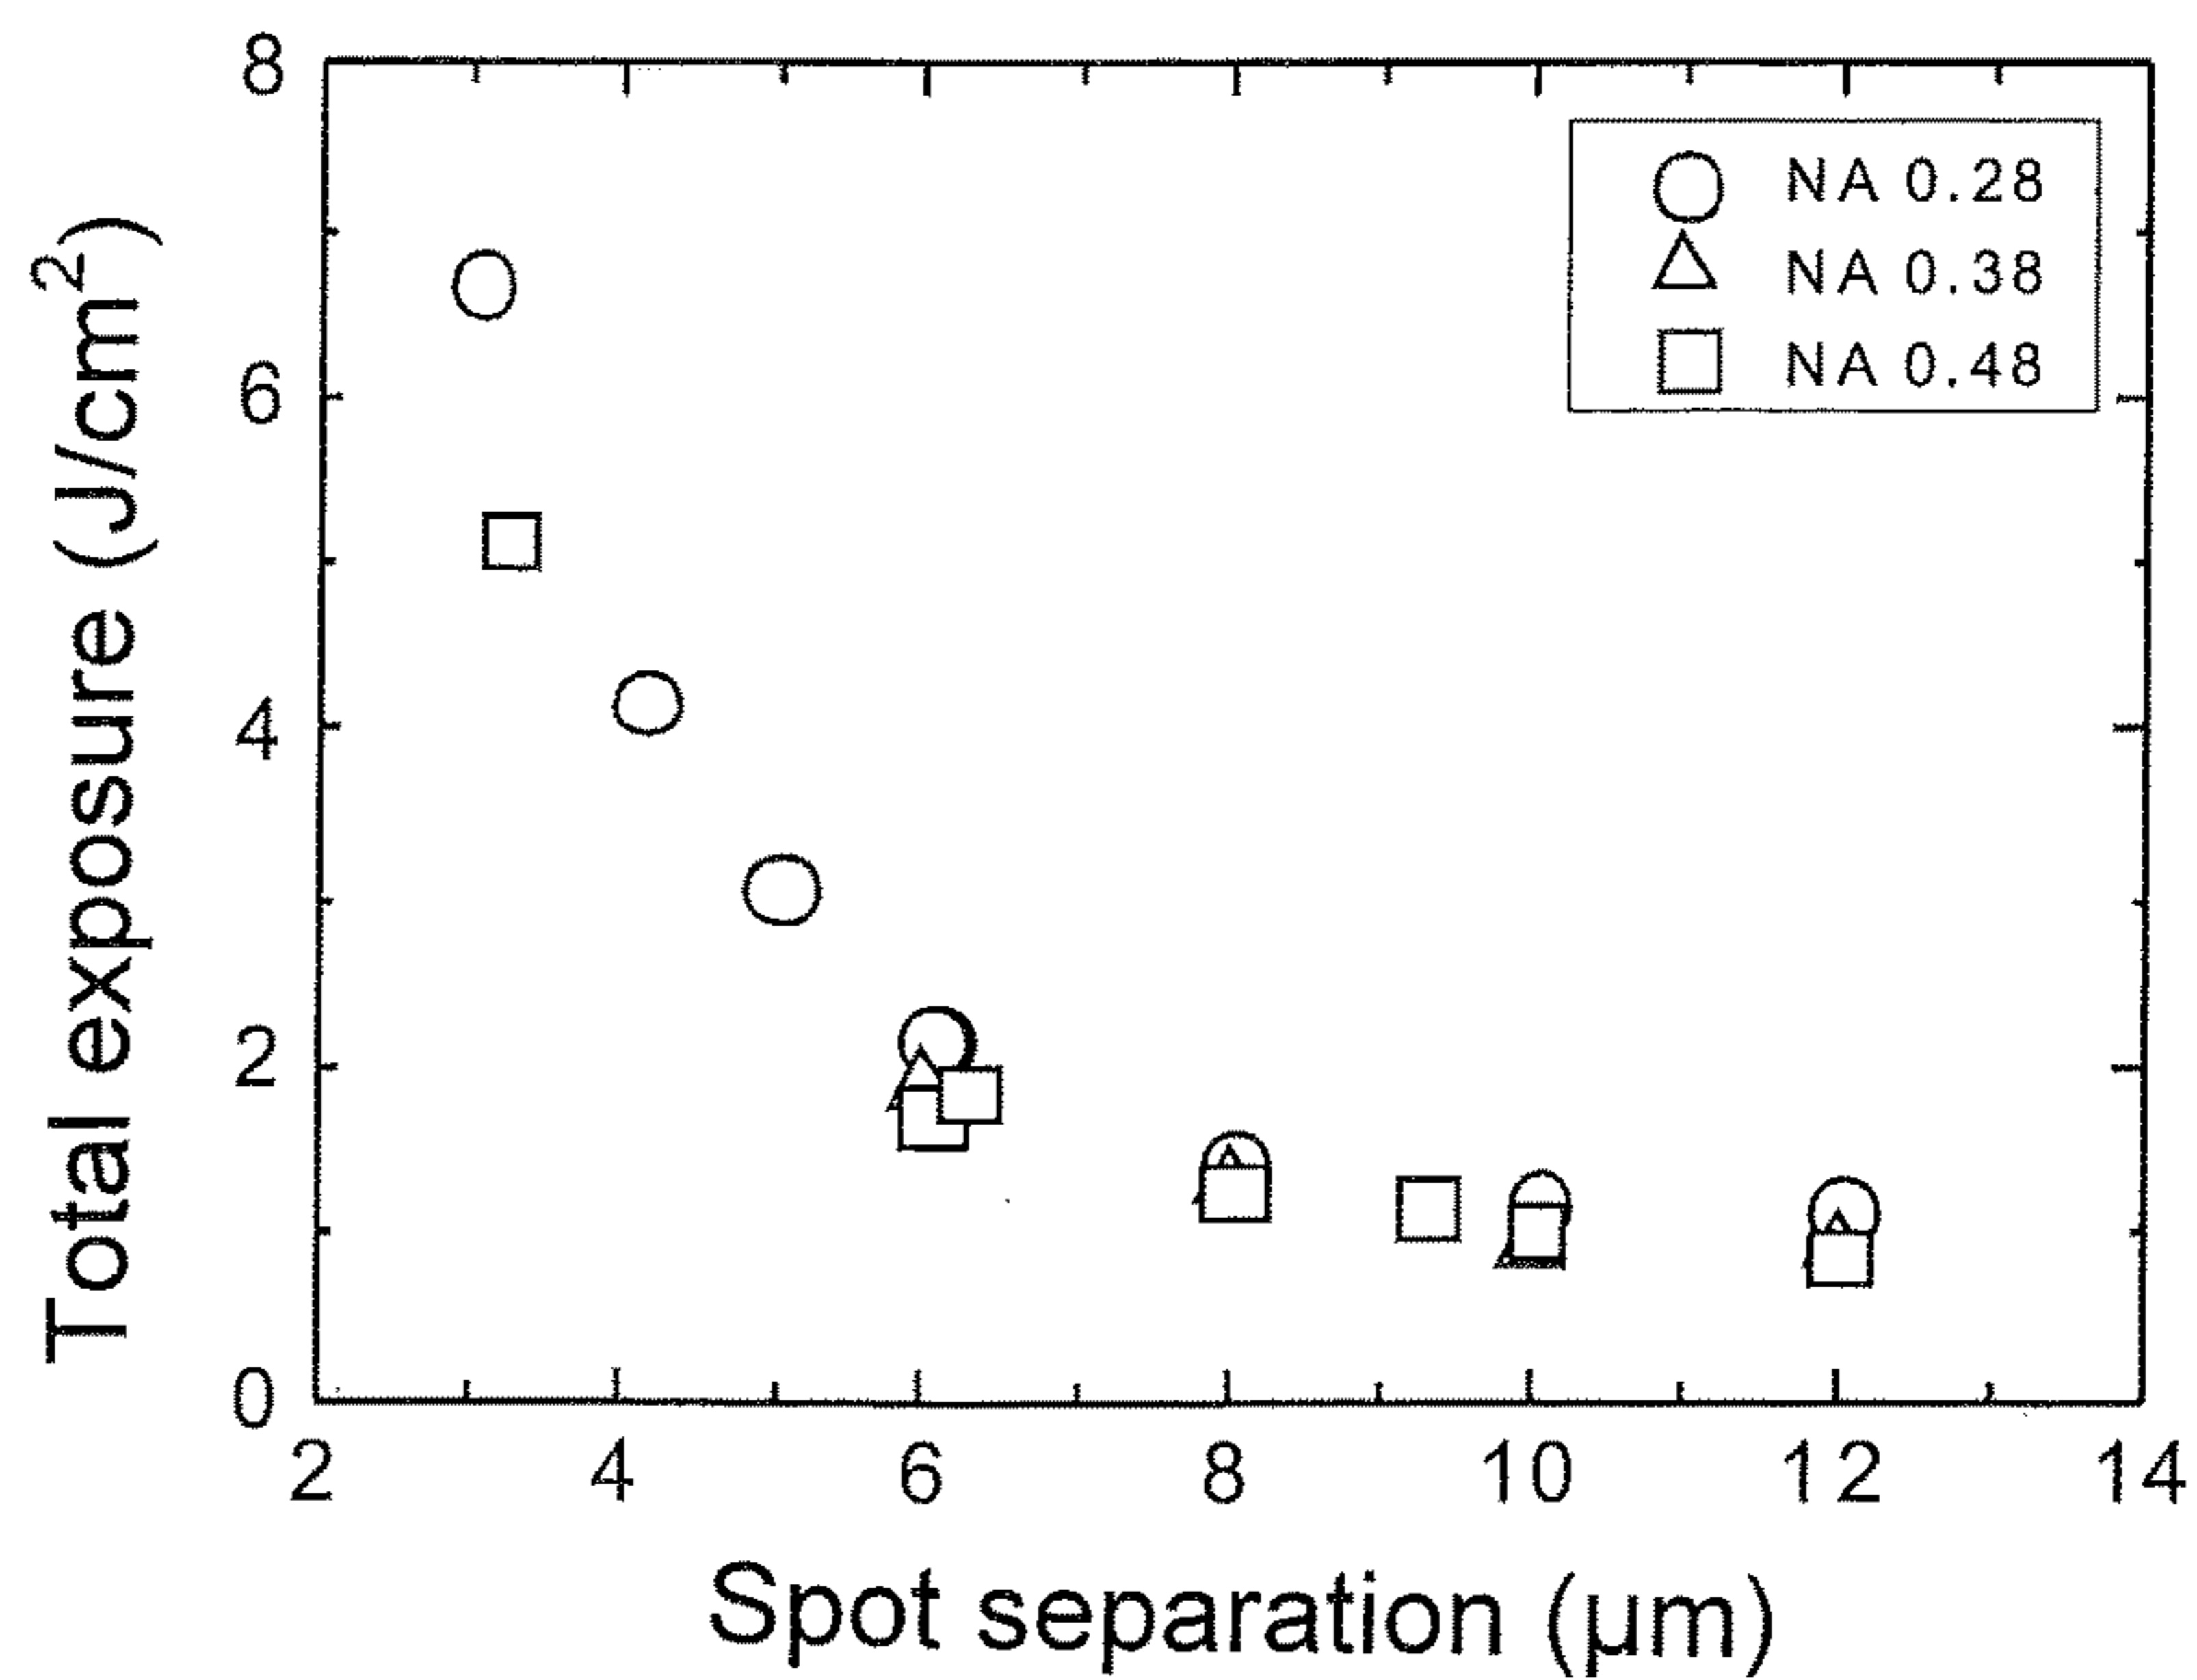 Total exposure (J/cm²)
8
6
4
2
0
NA 0.28
NA 0.38
NA 0.48
2 4 6 8 10 12 14
Spot separation (μm)